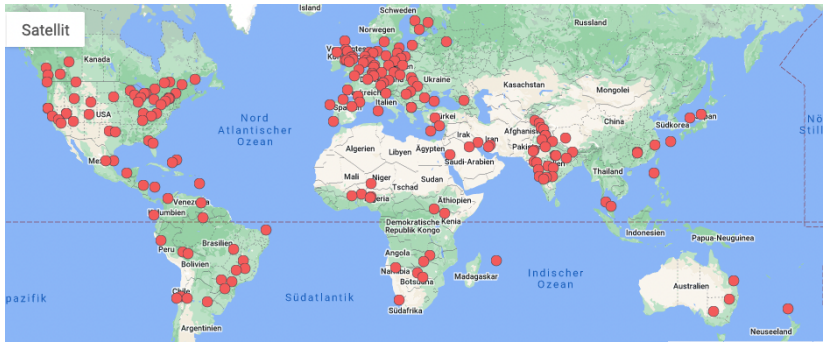 Satellit
Island
Schweden
Norwegen
Russland
Kanada
Ukraine
Kasachstan
Mongolei
USA
Nord
Atlantischer
Ozean
Italien
Türkei
China
Südkorea
Afghanistan
Irak
Iran
Algerien
Libyen
Ägypten
Saudi-Arabien
Mali
Niger
Sudan
Tschad
Thailand
Venezuela
Äthiopien
Kolumbien
Demokratische
Republik Kongo
Kenia
Indonesien
Papua-Neuguinea
Brasilien
Peru
Bolivien
Angola
Namibia
Botsuana
Madagaskar
Indischer
Ozean
Australien
pazifik
Südatlantik
Chile
Südafrika
Argentinien
Neuseeland